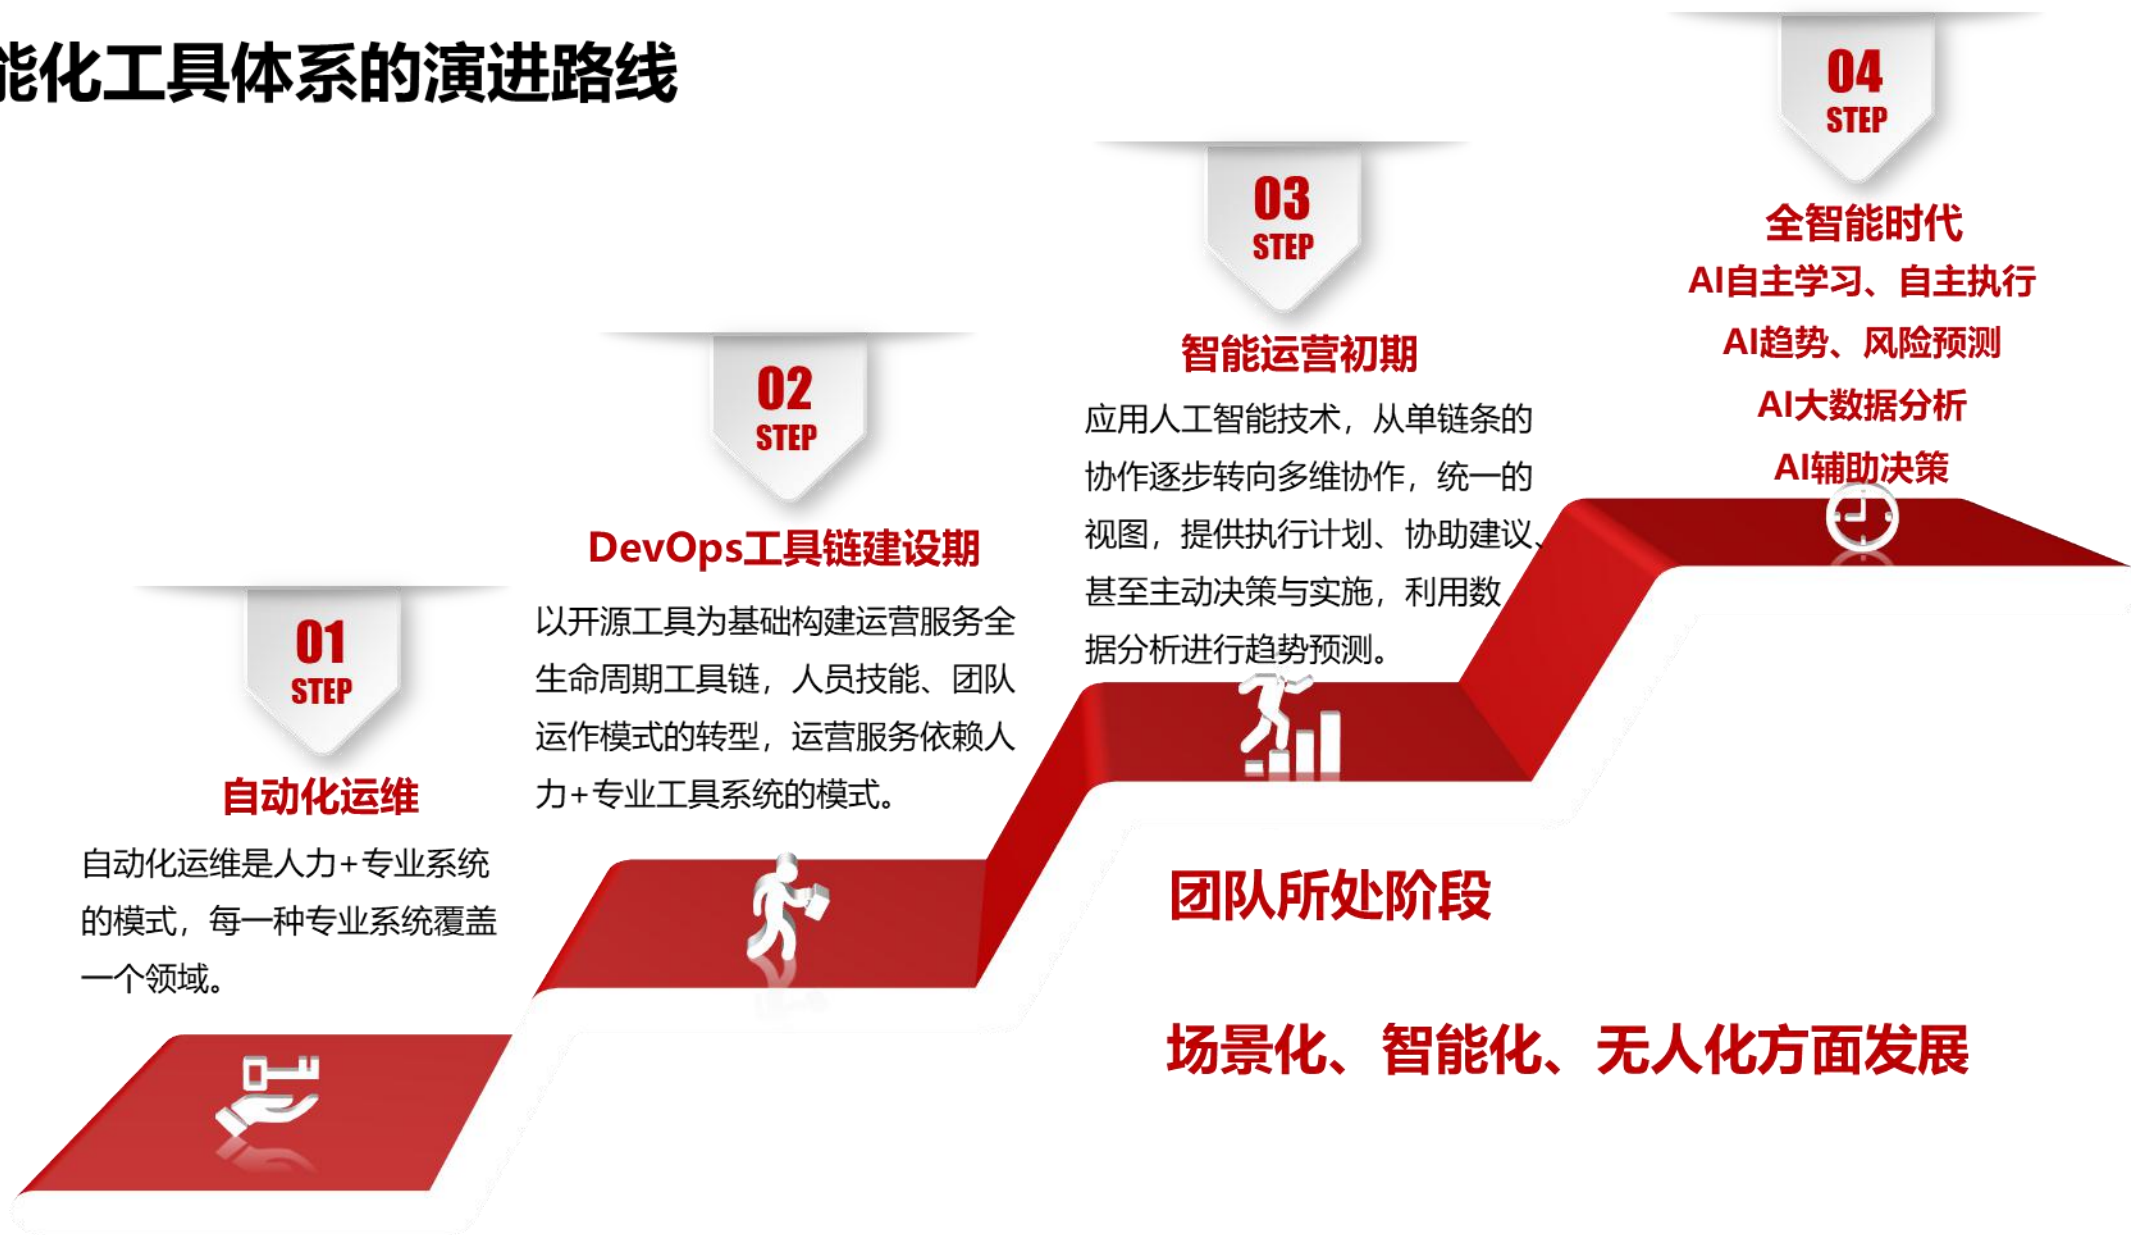 能化工具体系的演进路线
01
STEP
自动化运维
自动化运维是人力+专业系统
的模式，每一种专业系统覆盖
一个领域。
02
STEP
DevOps工具链建设期
以开源工具为基础构建运营服务全
生命周期工具链，人员技能、团队
运作模式的转型，运营服务依赖人
力+专业工具系统的模式。
03
STEP
智能运营初期
应用人工智能技术，从单链条的
协作逐步转向多维协作，统一的
视图，提供执行计划、协助建议、
甚至主动决策与实施，利用数
据分析进行趋势预测。
04
STEP
全智能时代
AI自主学习、自主执行
AI趋势、风险预测
AI大数据分析
AI辅助决策
团队所处阶段
场景化、智能化、无人化方面发展